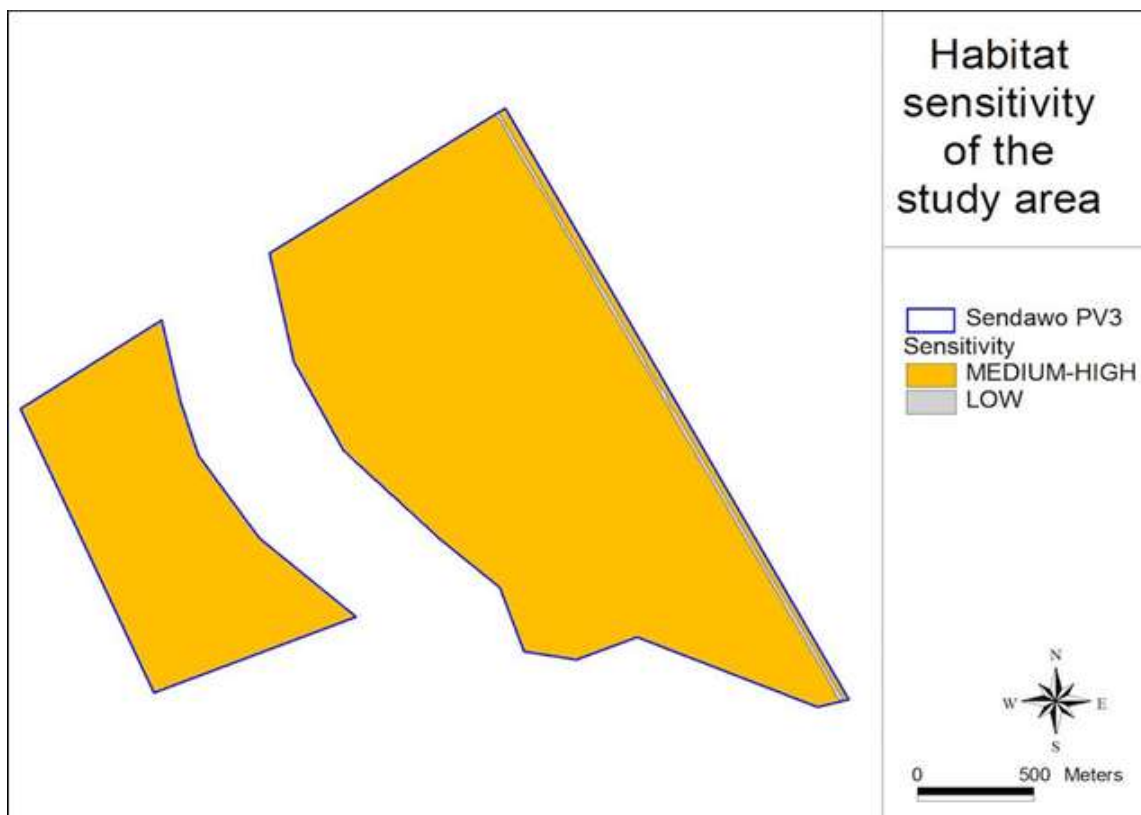 Habitat
sensitivity
of the
study area
Sendawo PV3
Sensitivity
MEDIUM-HIGH
LOW
N
W E
S
0 500 Meters